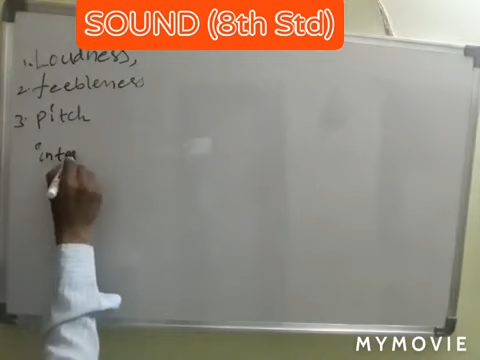 SOUND (8th Std)
1. Loudness,
2. feebleness
3. Pitch
inte
MYMOVIE